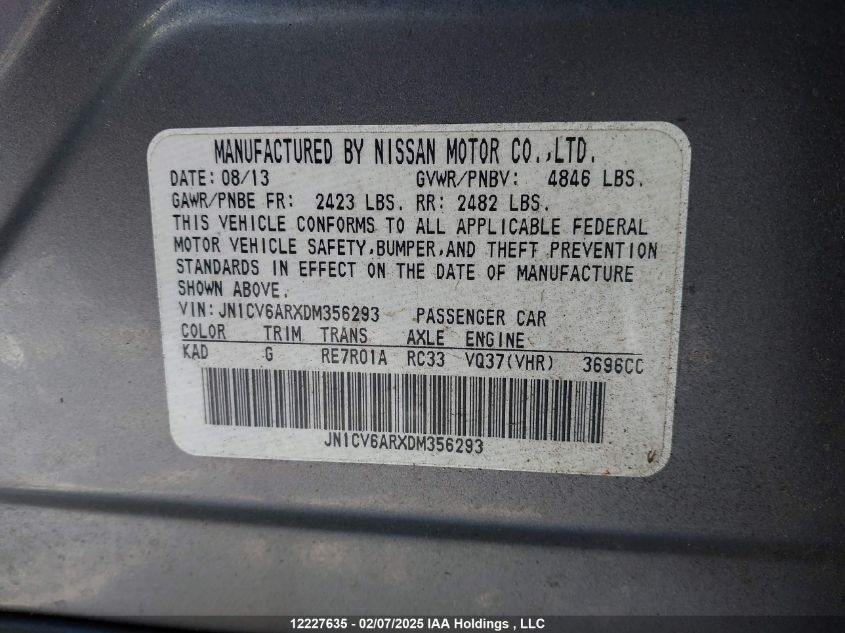 MANUFACTURED BY NISSAN MOTOR CO.,LTD.
DATE: 08/13 GVWR/PNBV: 4846 LBS.
GAWR/PNBE FR: 2423 LBS. RR: 2482 LBS.
THIS VEHICLE CONFORMS TO ALL APPLICABLE FEDERAL
MOTOR VEHICLE SAFETY,BUMPER,AND THEFT PREVENTION
STANDARDS IN EFFECT ON THE DATE OF MANUFACTURE
SHOWN ABOVE.
VIN: JN1CV6ARXDM356293 PASSENGER CAR
COLOR TRIM TRANS AXLE ENGINE
KAD G RE7R01A RC33 VQ37(VHR) 3696CC
JN1CV6ARXDM356293
12227635 - 02/07/2025 IAA Holdings , LLC